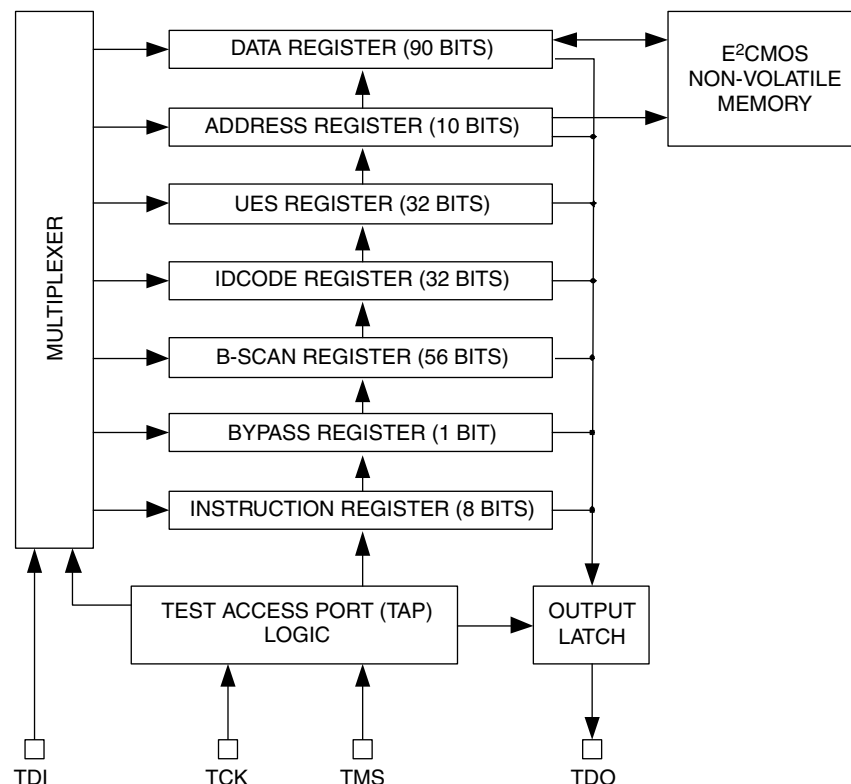 DATA REGISTER (90 BITS)
E²CMOS
NON-VOLATILE
MEMORY
ADDRESS REGISTER (10 BITS)
UES REGISTER (32 BITS)
MULTIPLEXER
IDCODE REGISTER (32 BITS)
B-SCAN REGISTER (56 BITS)
BYPASS REGISTER (1 BIT)
INSTRUCTION REGISTER (8 BITS)
TEST ACCESS PORT (TAP)
LOGIC
OUTPUT
LATCH
TDI
TCK
TMS
TDO